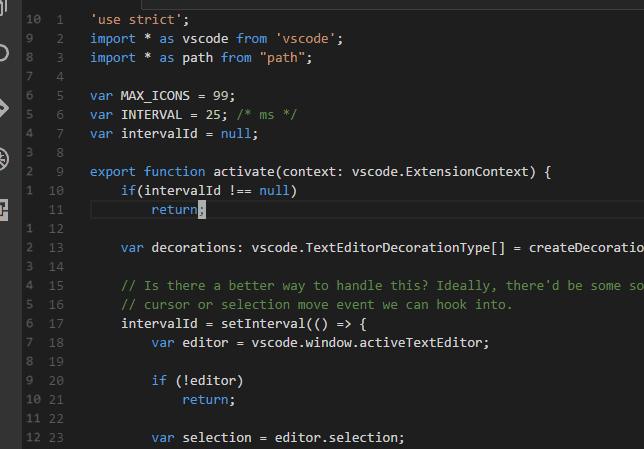 10 1 'use strict';
9 2 import * as vscode from 'vscode';
8 3 import * as path from "path";
7 4
6 5 var MAX_ICONS = 99;
5 6 var INTERVAL = 25; /* ms */
4 7 var intervalId = null;
3 8
2 9 export function activate(context: vscode.ExtensionContext) {
1 10 if(intervalId !== null)
11 return;
1 12
2 13 var decorations: vscode.TextEditorDecorationType[] = createDecoratio
3 14
4 15 // Is there a better way to handle this? Ideally, there'd be some so
5 16 // cursor or selection move event we can hook into.
6 17 intervalId = setInterval(() => {
7 18 var editor = vscode.window.activeTextEditor;
8 19
9 20 if (!editor)
10 21 return;
11 22
12 23 var selection = editor.selection;